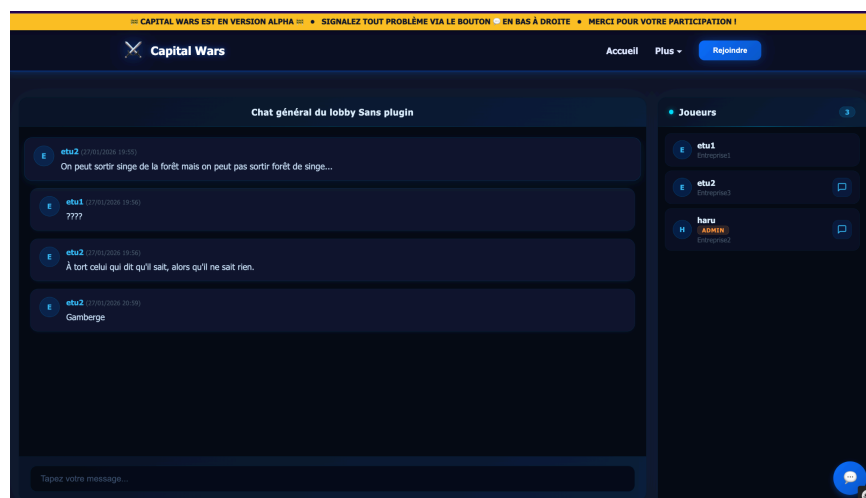 ⚔ CAPITAL WARS EST EN VERSION ALPHA ⚔ • SIGNALEZ TOUT PROBLÈME VIA LE BOUTON 💬 EN BAS À DROITE • MERCI POUR VOTRE PARTICIPATION !
Capital Wars
Accueil
Plus
Rejoindre
Chat général du lobby Sans plugin
E
etu2 (27/01/2026 19:55)
On peut sortir singe de la forêt mais on peut pas sortir forêt de singe...
E
etu1 (27/01/2026 19:56)
????
E
etu2 (27/01/2026 19:56)
À tort celui qui dit qu'il sait, alors qu'il ne sait rien.
E
etu2 (27/01/2026 20:59)
Gamberge
Tapez votre message...
Joueurs
3
E
etu1
Entreprise1
E
etu2
Entreprise3
H
haru
ADMIN
Entreprise2